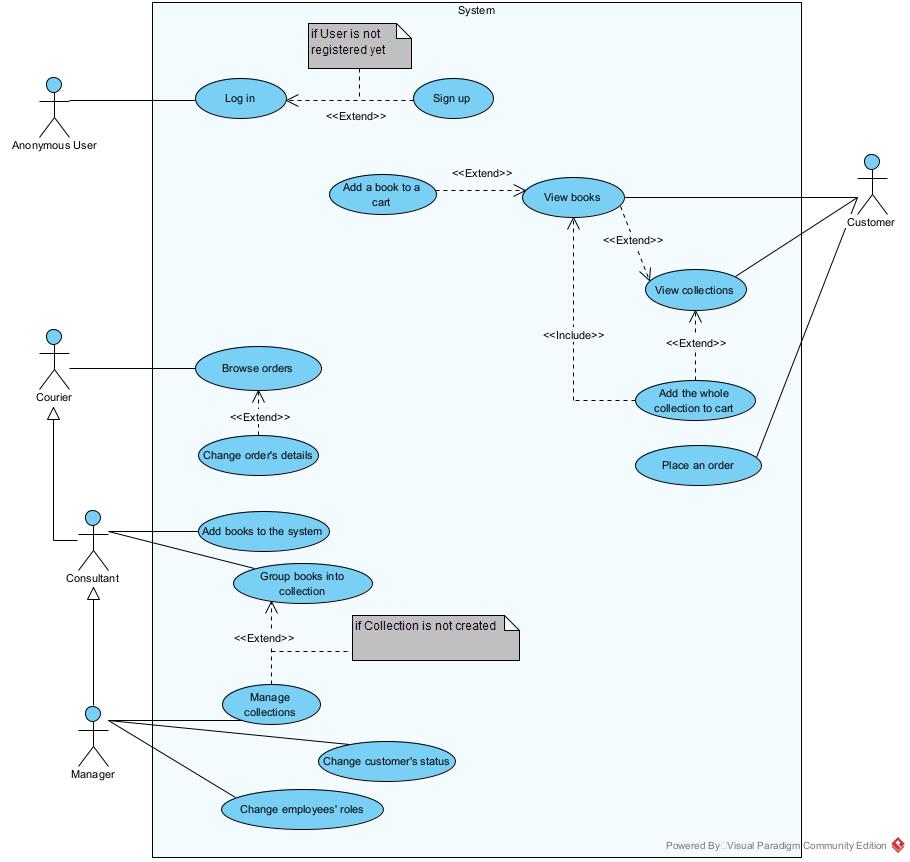 System
if User is not
registered yet
Log in
Sign up
<<Extend>>
Anonymous User
Add a book to a
cart
<<Extend>>
View books
Customer
<<Extend>>
View collections
<<Include>>
<<Extend>>
Courier
Browse orders
<<Extend>>
Change order's details
Add the whole
collection to cart
Place an order
Consultant
Add books to the system
Group books into
collection
<<Extend>>
if Collection is not created
Manage
collections
Manager
Change customer's status
Change employees' roles
Powered By Visual Paradigm Community Edition